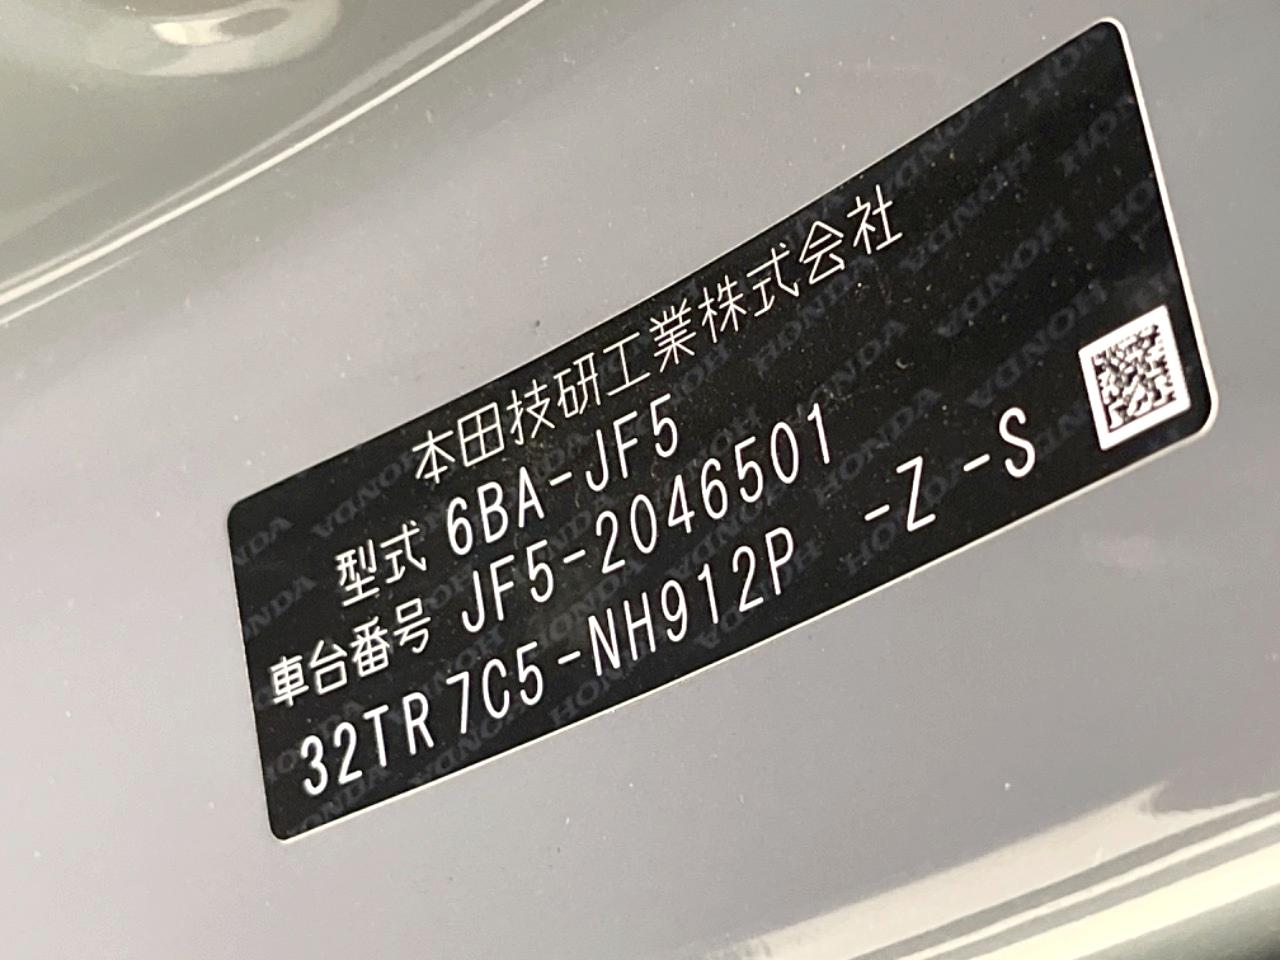 本田技研工業株式会社
型式 6BA-JF5
車台番号 JF5-2046501
32TR 7C5-NH912P -Z-S